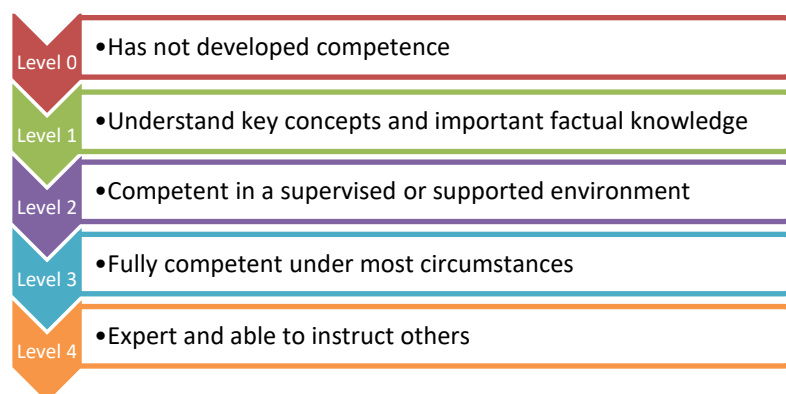 Level 0
•Has not developed competence
Level 1
•Understand key concepts and important factual knowledge
Level 2
•Competent in a supervised or supported environment
Level 3
•Fully competent under most circumstances
Level 4
•Expert and able to instruct others